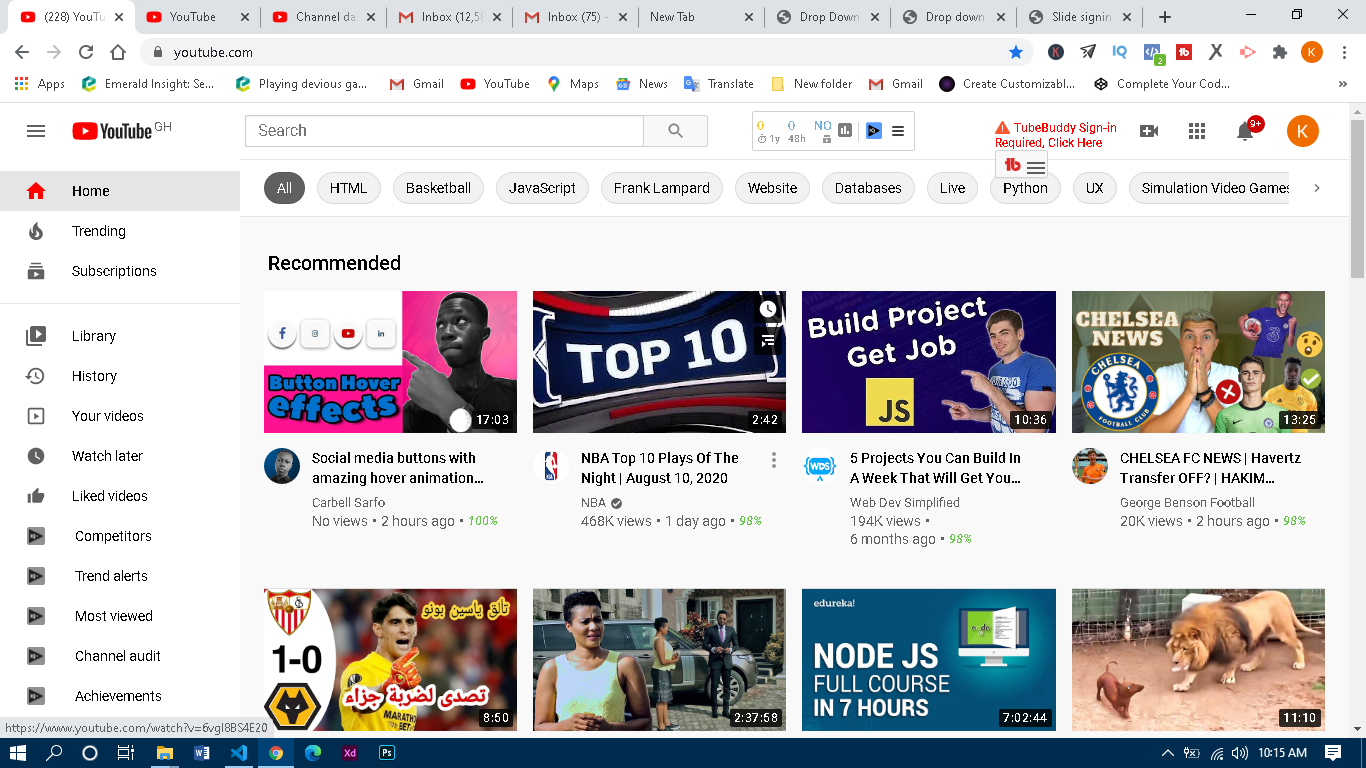 (228) YouTu
YouTube
Channel da
Inbox (12,5
Inbox (75) -
New Tab
Drop Down
Drop down
Slide signin
youtube.com
2
K
Apps
Emerald Insight: Se...
Playing devious ga...
Gmail
YouTube
Maps
News
Translate
New folder
Gmail
Create Customizabl...
Complete Your Cod...
YouTube GH
Search
0
0
NO
1y
48h
TubeBuddy Sign-in
Required, Click Here
9+
K
Home
Trending
Subscriptions
Library
History
Your videos
Watch later
Liked videos
Competitors
Trend alerts
Most viewed
Channel audit
Achievements
All
HTML
Basketball
JavaScript
Frank Lampard
Website
Databases
Live
Python
UX
Simulation Video Games
Recommended
Button Hover
effects
17:03
Social media buttons with
amazing hover animation...
Carbell Sarfo
No views • 2 hours ago • 100%
TOP 10
2:42
NBA Top 10 Plays Of The
Night | August 10, 2020
NBA
468K views • 1 day ago • 98%
Build Project
Get Job
JS
10:36
WDS
5 Projects You Can Build In
A Week That Will Get You...
Web Dev Simplified
194K views •
6 months ago • 98%
CHELSEA
NEWS
CHELSEA
FOOTBALL CLUB
3
13:25
CHELSEA FC NEWS | Havertz
Transfer OFF? | HAKIM...
George Benson Football
20K views • 2 hours ago • 98%
تألق ياسين بونو
1-0
تصدى لضربة جزاء
8:50
2:37:58
edureka!
node
NODE JS
FULL COURSE
IN 7 HOURS
7:02:44
11:10
https://www.youtube.com/watch?v=6vgI8BS4E20
Xd
Ps
10:15 AM